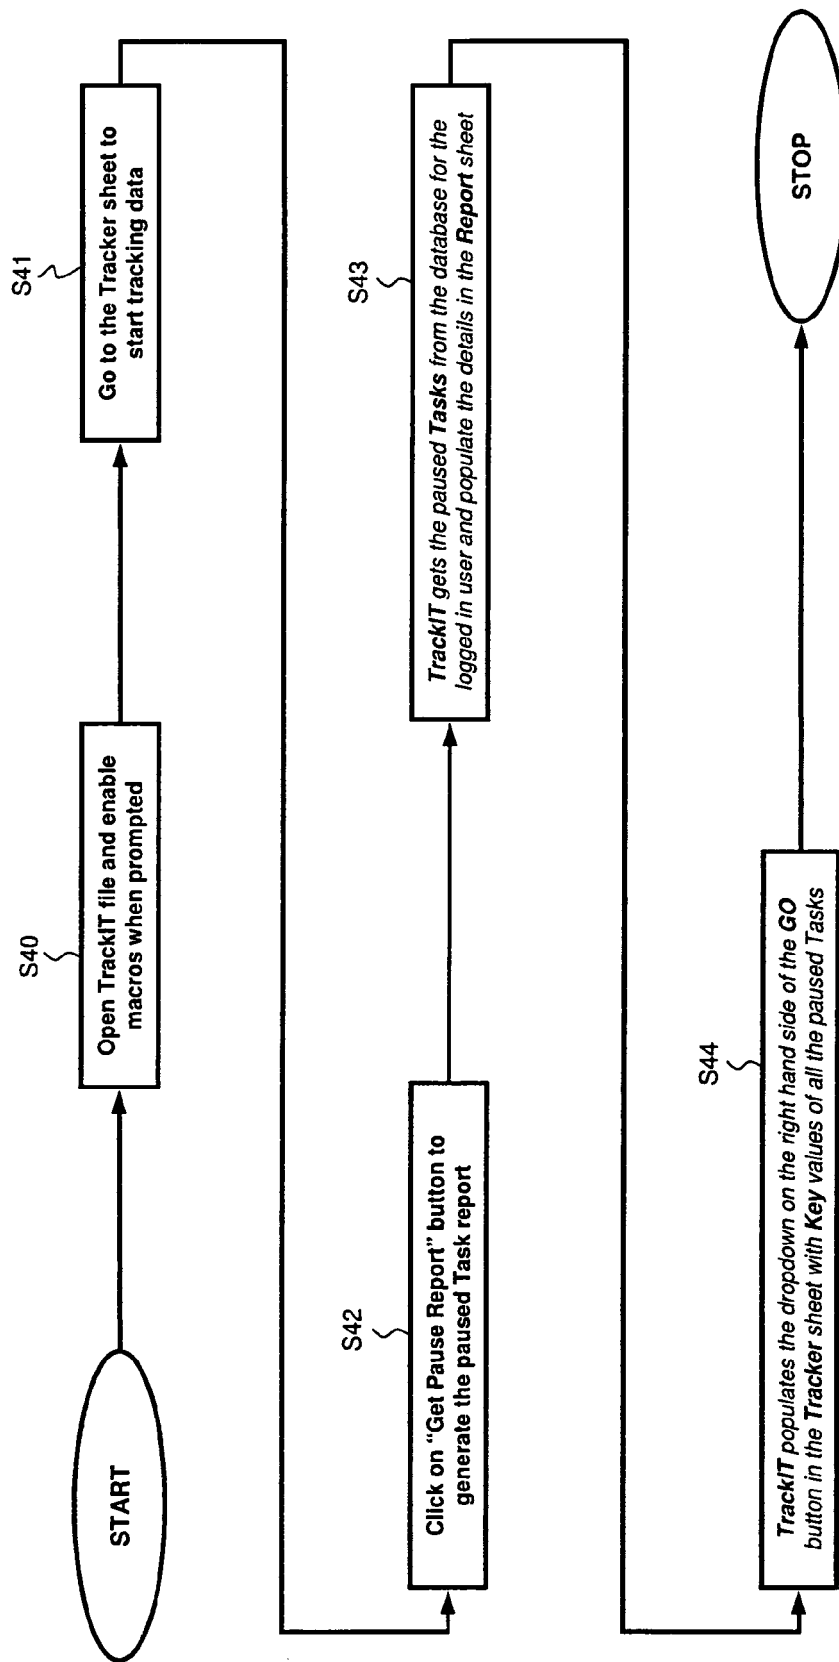 START
S40
Open TrackIT file and enable
macros when prompted
S41
Go to the Tracker sheet to
start tracking data
S42
Click on "Get Pause Report" button to
generate the paused Task report
S43
TrackIT gets the paused Tasks from the database for the
logged in user and populate the details in the Report sheet
S44
TrackIT populates the dropdown on the right hand side of the GO
button in the Tracker sheet with Key values of all the paused Tasks
STOP